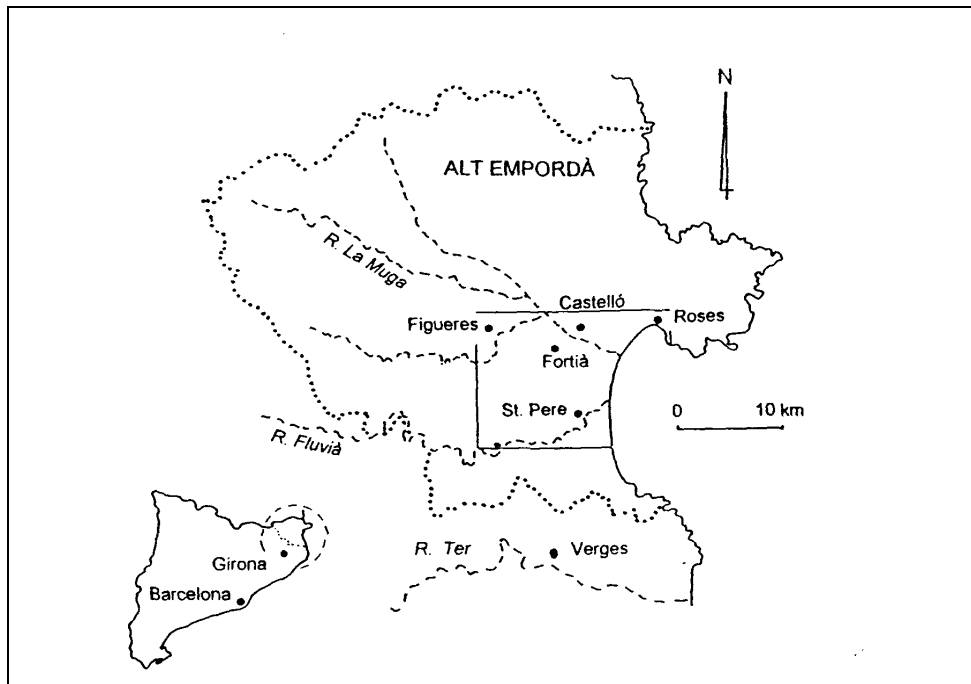 N
ALT EMPORDÀ
R. La Muga
Castelló
Figueres
Roses
Fortià
St. Pere
0 10 km
R. Fluvià
R. Ter
Verges
Girona
Barcelona